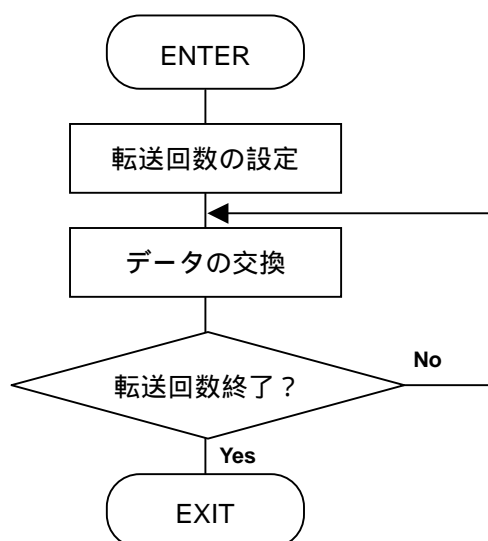 ENTER
転送回数の設定
データの交換
転送回数終了？
No
Yes
EXIT